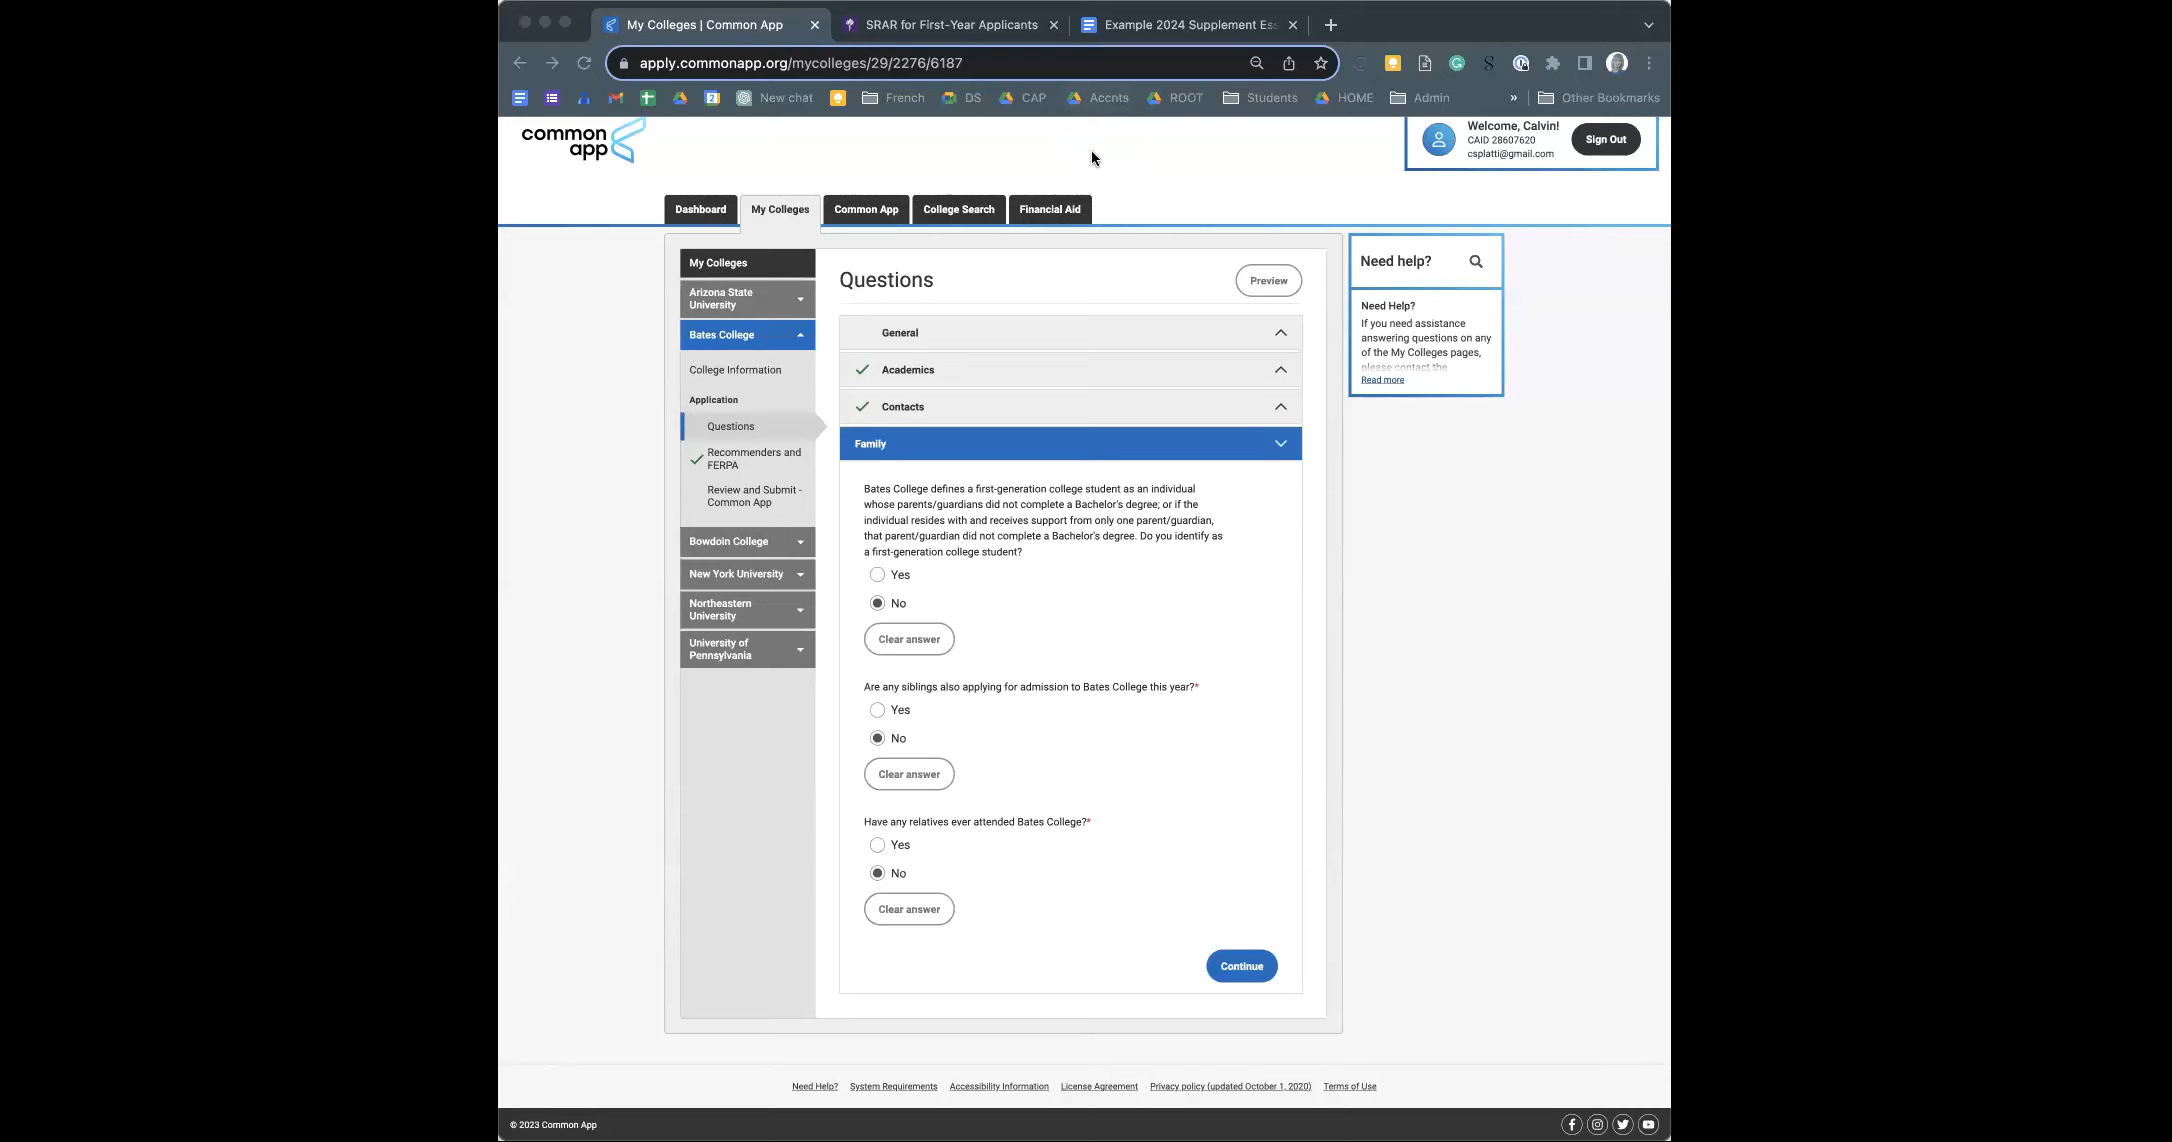 My Colleges | Common App
SRAR for First-Year Applicants
Example 2024 Supplement Ess
apply.commonapp.org/mycolleges/29/2276/6187
New chat
French
DS
CAP
Accnts
ROOT
Students
HOME
Admin
»
Other Bookmarks
common
app
Welcome, Calvin!
CAID 28607620
csplatti@gmail.com
Sign Out
Dashboard
My Colleges
Common App
College Search
Financial Aid
My Colleges
Arizona State
University
Bates College
College Information
Application
Questions
Recommenders and
FERPA
Review and Submit -
Common App
Bowdoin College
New York University
Northeastern
University
University of
Pennsylvania
Questions
Preview
General
Academics
Contacts
Family
Bates College defines a first-generation college student as an individual
whose parents/guardians did not complete a Bachelor's degree; or if the
individual resides with and receives support from only one parent/guardian,
that parent/guardian did not complete a Bachelor's degree. Do you identify as
a first-generation college student?
Yes
No
Clear answer
Are any siblings also applying for admission to Bates College this year?*
Yes
No
Clear answer
Have any relatives ever attended Bates College?*
Yes
No
Clear answer
Continue
Need help?
Need Help?
If you need assistance
answering questions on any
of the My Colleges pages,
please contact the
Read more
Need Help?
System Requirements
Accessibility Information
License Agreement
Privacy policy (updated October 1, 2020)
Terms of Use
© 2023 Common App